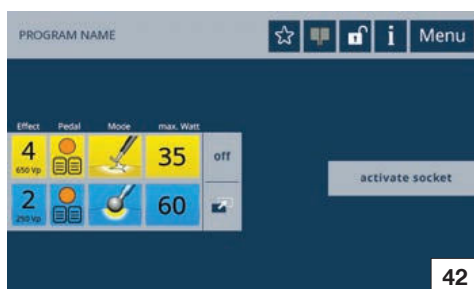 PROGRAM NAME
i Menu
Effect Pedal Mode max. Watt
4 35 off
650 Vp
activate socket
2 60
250 Vp
42